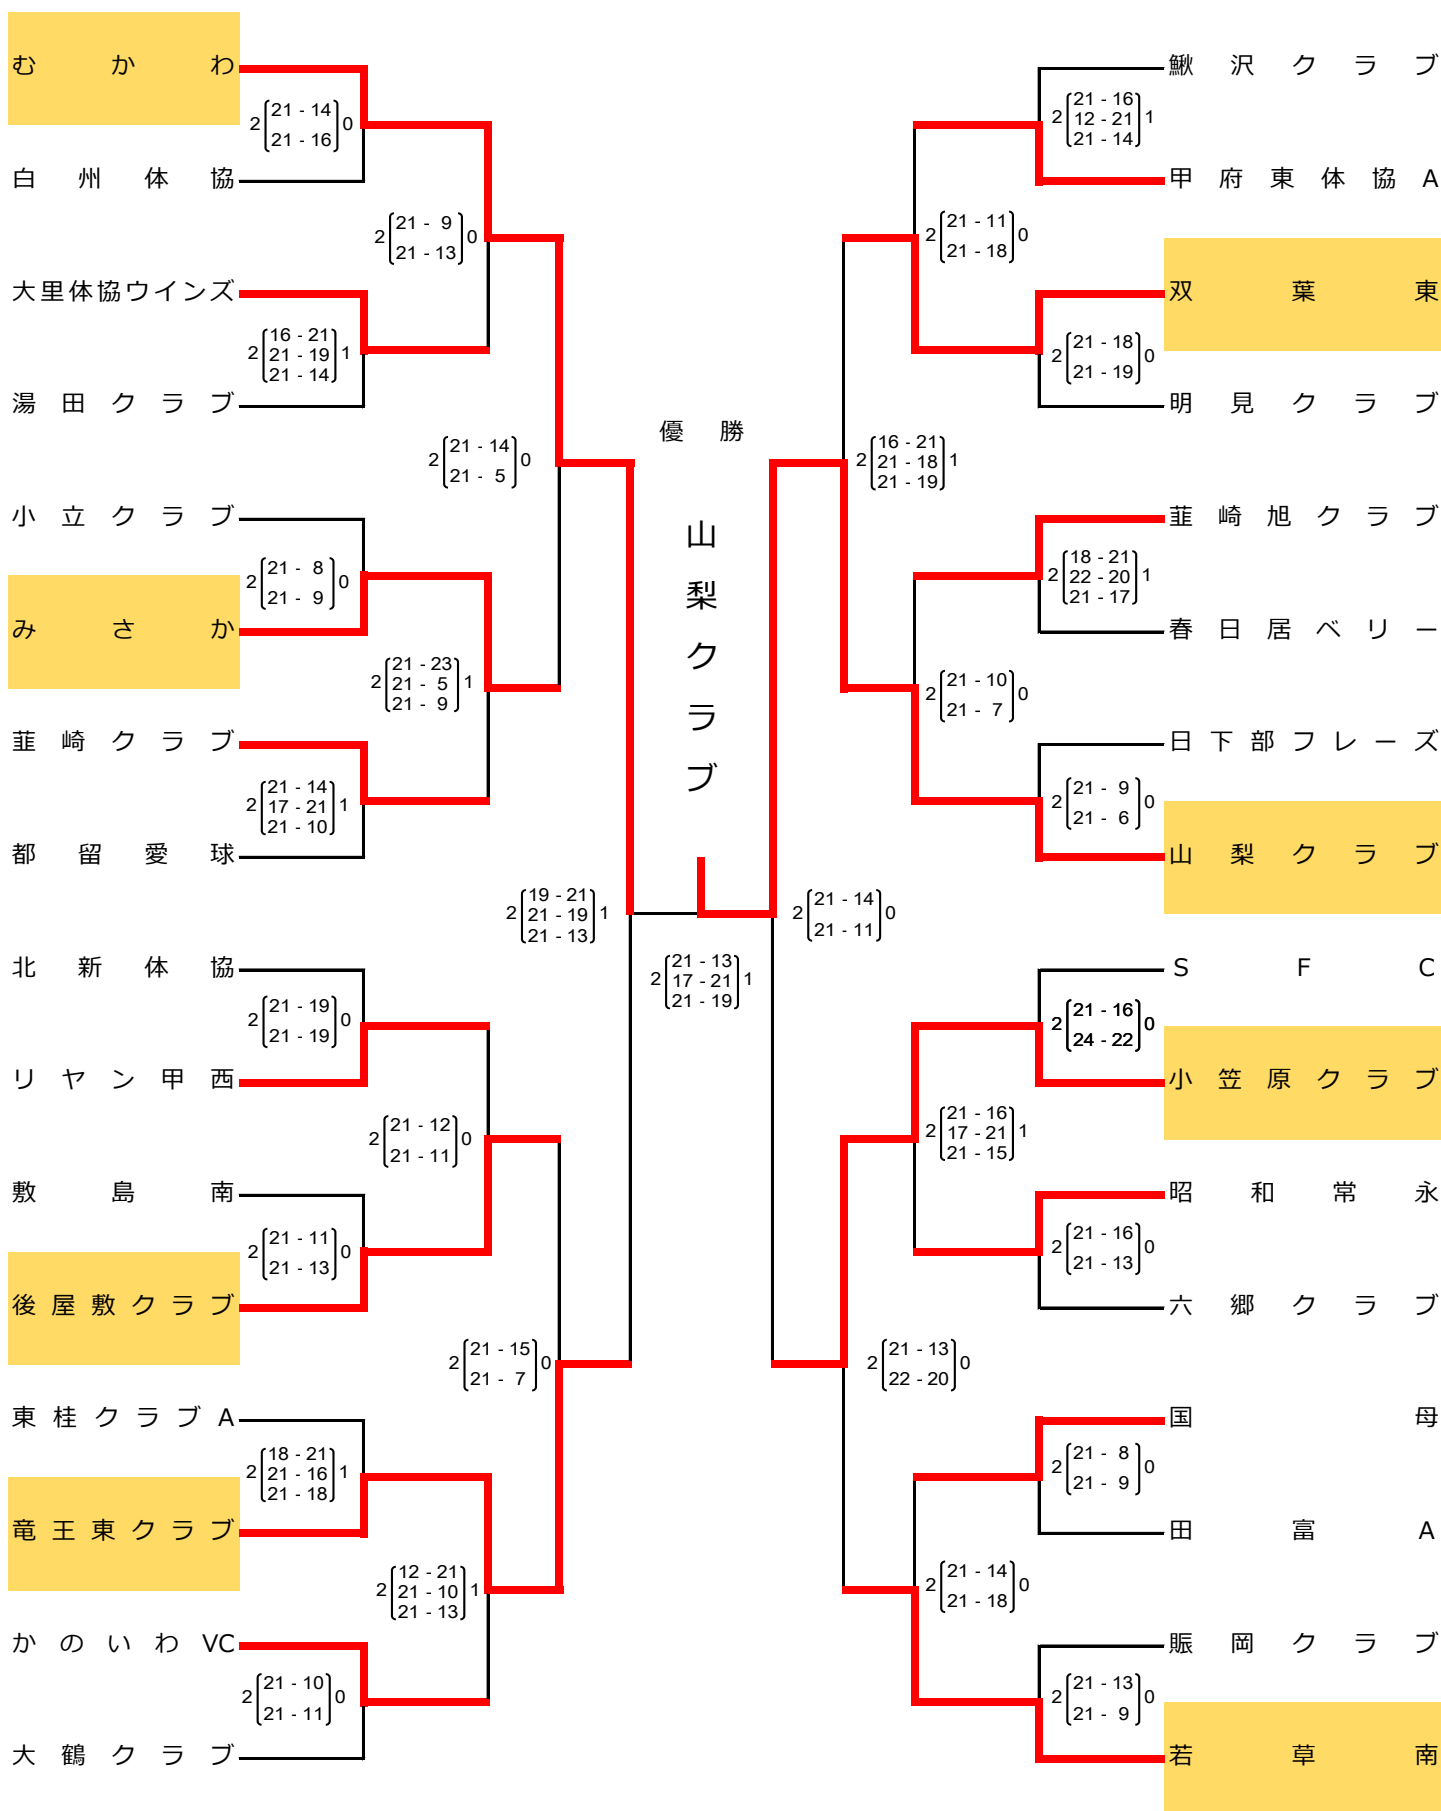 むかわ
2 21 - 14 0
21 - 16
白州体協
2 21 - 9 0
21 - 13
大里体協ウインズ
16 - 21
2 21 - 19 1
21 - 14
湯田クラブ
2 21 - 14 0
21 - 5
小立クラブ
2 21 - 8 0
21 - 9
みさか
21 - 23
2 21 - 5 1
21 - 9
韮崎クラブ
21 - 14
2 17 - 21 1
21 - 10
都留愛球
19 - 21
2 21 - 19 1
21 - 13
北新体協
2 21 - 19 0
21 - 19
リヤン甲西
2 21 - 12 0
21 - 11
敷島南
2 21 - 11 0
21 - 13
後屋敷クラブ
2 21 - 15 0
21 - 7
東桂クラブA
18 - 21
2 21 - 16 1
21 - 18
竜王東クラブ
12 - 21
2 21 - 10 1
21 - 13
かのいわVC
2 21 - 10 0
21 - 11
大鶴クラブ
優勝
山梨クラブ
21 - 13
2 17 - 21 1
21 - 19
鰍沢クラブ
21 - 16
2 12 - 21 1
21 - 14
甲府東体協A
2 21 - 11 0
21 - 18
双葉東
2 21 - 18 0
21 - 19
明見クラブ
16 - 21
2 21 - 18 1
21 - 19
韮崎旭クラブ
18 - 21
2 22 - 20 1
21 - 17
春日居ベリー
2 21 - 10 0
21 - 7
日下部フレーズ
2 21 - 9 0
21 - 6
山梨クラブ
2 21 - 14 0
21 - 11
SFC
2 21 - 16 0
24 - 22
小笠原クラブ
21 - 16
2 17 - 21 1
21 - 15
昭和常永
2 21 - 16 0
21 - 13
六郷クラブ
2 21 - 13 0
22 - 20
国母
2 21 - 8 0
21 - 9
田富A
2 21 - 14 0
21 - 18
賑岡クラブ
2 21 - 13 0
21 - 9
若草南